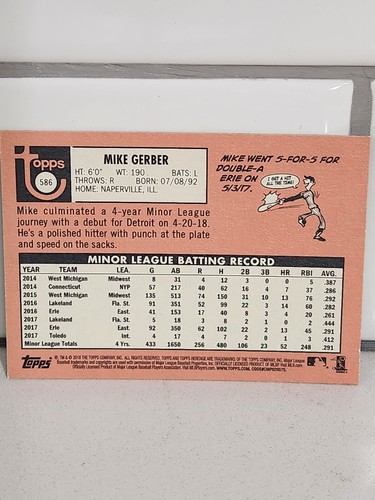 topps
586
MIKE GERBER
HT: 6'0" WT: 190 BATS: L
THROWS: R BORN: 07/08/92
HOME: NAPERVILLE, ILL.
MIKE WENT 5-FOR-5 FOR
DOUBLE-A
ERIE ON
5/3/17.
I GET A HIT
ALL THE TIME!
Mike culminated a 4-year Minor League
journey with a debut for Detroit on 4-20-18.
He's a polished hitter with punch at the plate
and speed on the sacks.
MINOR LEAGUE BATTING RECORD
YEAR TEAM LEA. G AB R H 2B 3B HR RBI AVG.
2014 West Michigan Midwest 8 31 4 12 3 0 0 5 .387
2014 Connecticut NYP 57 217 40 62 16 4 7 37 .286
2015 West Michigan Midwest 135 513 74 150 31 10 13 76 .292
2016 Lakeland Fla. St. 91 351 52 99 22 3 14 60 .282
2016 Erie East. 41 153 17 40 8 3 4 20 .261
2017 Lakeland Fla. St. 5 18 3 8 2 1 0 2 .444
2017 Erie East. 92 350 62 102 22 2 13 45 .291
2017 Toledo Int. 4 17 4 7 2 0 1 3 .412
Minor League Totals 4 Yrs. 433 1650 256 480 106 23 52 248 .291
topps